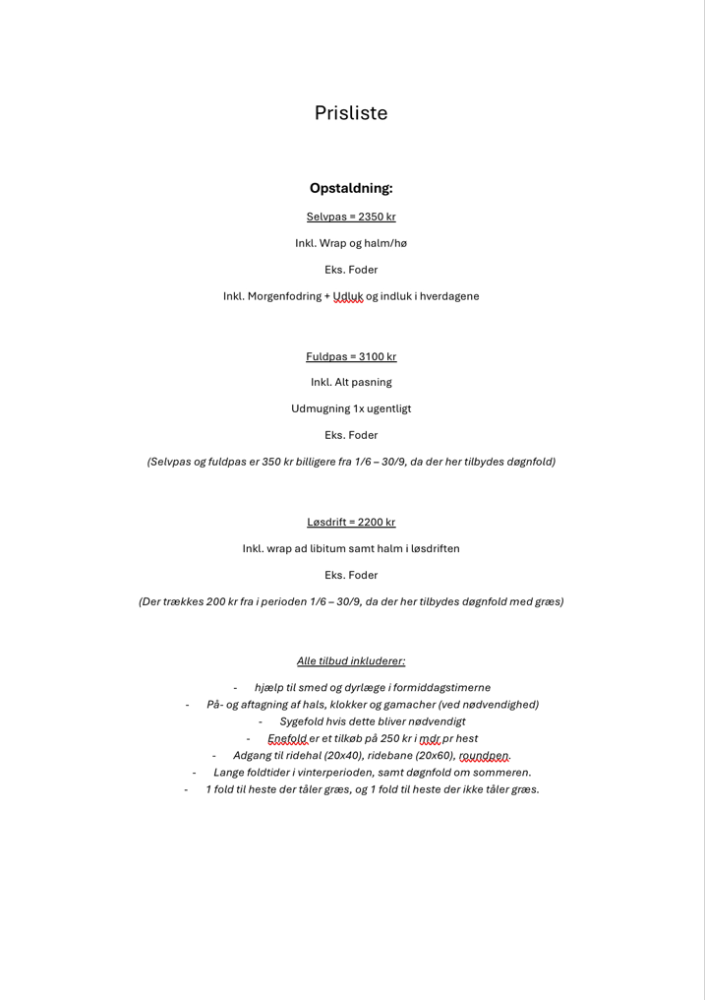 Prisliste
Opstaldning:
Selvpas = 2350 kr
Inkl. Wrap og halm/hø
Eks. Foder
Inkl. Morgenfodring + Udluk og indluk i hverdagene
Fuldpas = 3100 kr
Inkl. Alt pasning
Udmugning 1x ugentligt
Eks. Foder
(Selvpas og fuldpas er 350 kr billigere fra 1/6 – 30/9, da der her tilbydes døgnfold)
Løsdrift = 2200 kr
Inkl. wrap ad libitum samt halm i løsdriften
Eks. Foder
(Der trækkes 200 kr fra i perioden 1/6 – 30/9, da der her tilbydes døgnfold med græs)
Alle tilbud inkluderer:
- hjælp til smed og dyrlæge i formiddagstimerne
- På- og aftagning af hals, klokker og gamacher (ved nødvendighed)
- Sygefold hvis dette bliver nødvendigt
- Enefold er et tilkøb på 250 kr i mdr pr hest
- Adgang til ridehal (20x40), ridebane (20x60), roundpen.
- Lange foldtider i vinterperioden, samt døgnfold om sommeren.
- 1 fold til heste der tåler græs, og 1 fold til heste der ikke tåler græs.